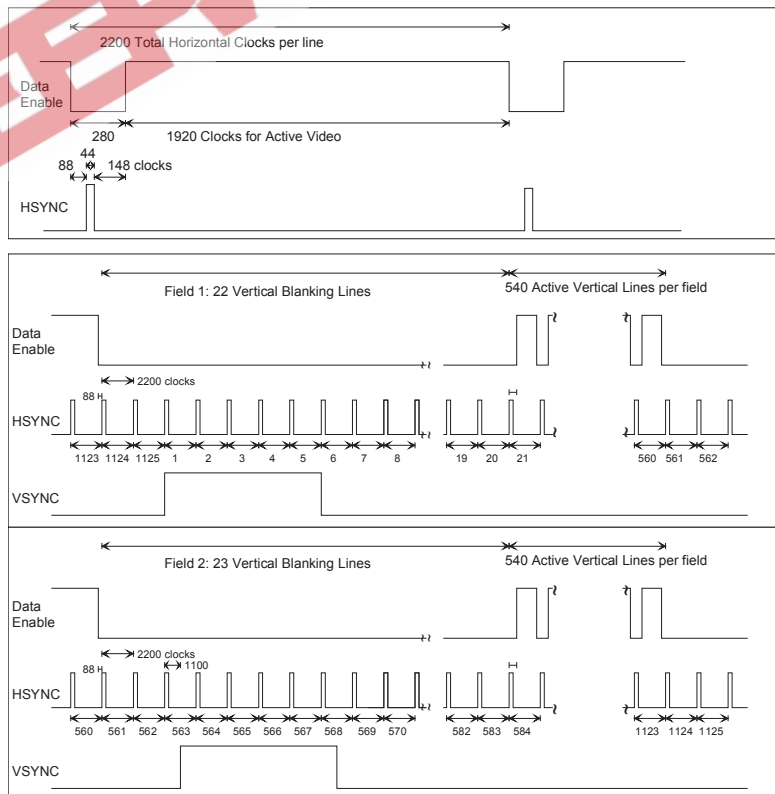 2200 Total Horizontal Clocks per line
Data
Enable
280 1920 Clocks for Active Video
44
88 148 clocks
HSYNC
Field 1: 22 Vertical Blanking Lines 540 Active Vertical Lines per field
Data
Enable
2200 clocks
88
HSYNC
1123 1124 1125 1 2 3 4 5 6 7 8 19 20 21 560 561 562
VSYNC
Field 2: 23 Vertical Blanking Lines 540 Active Vertical Lines per field
Data
Enable
2200 clocks
88 1100
HSYNC
560 561 562 563 564 565 566 567 568 569 570 582 583 584 1123 1124 1125
VSYNC